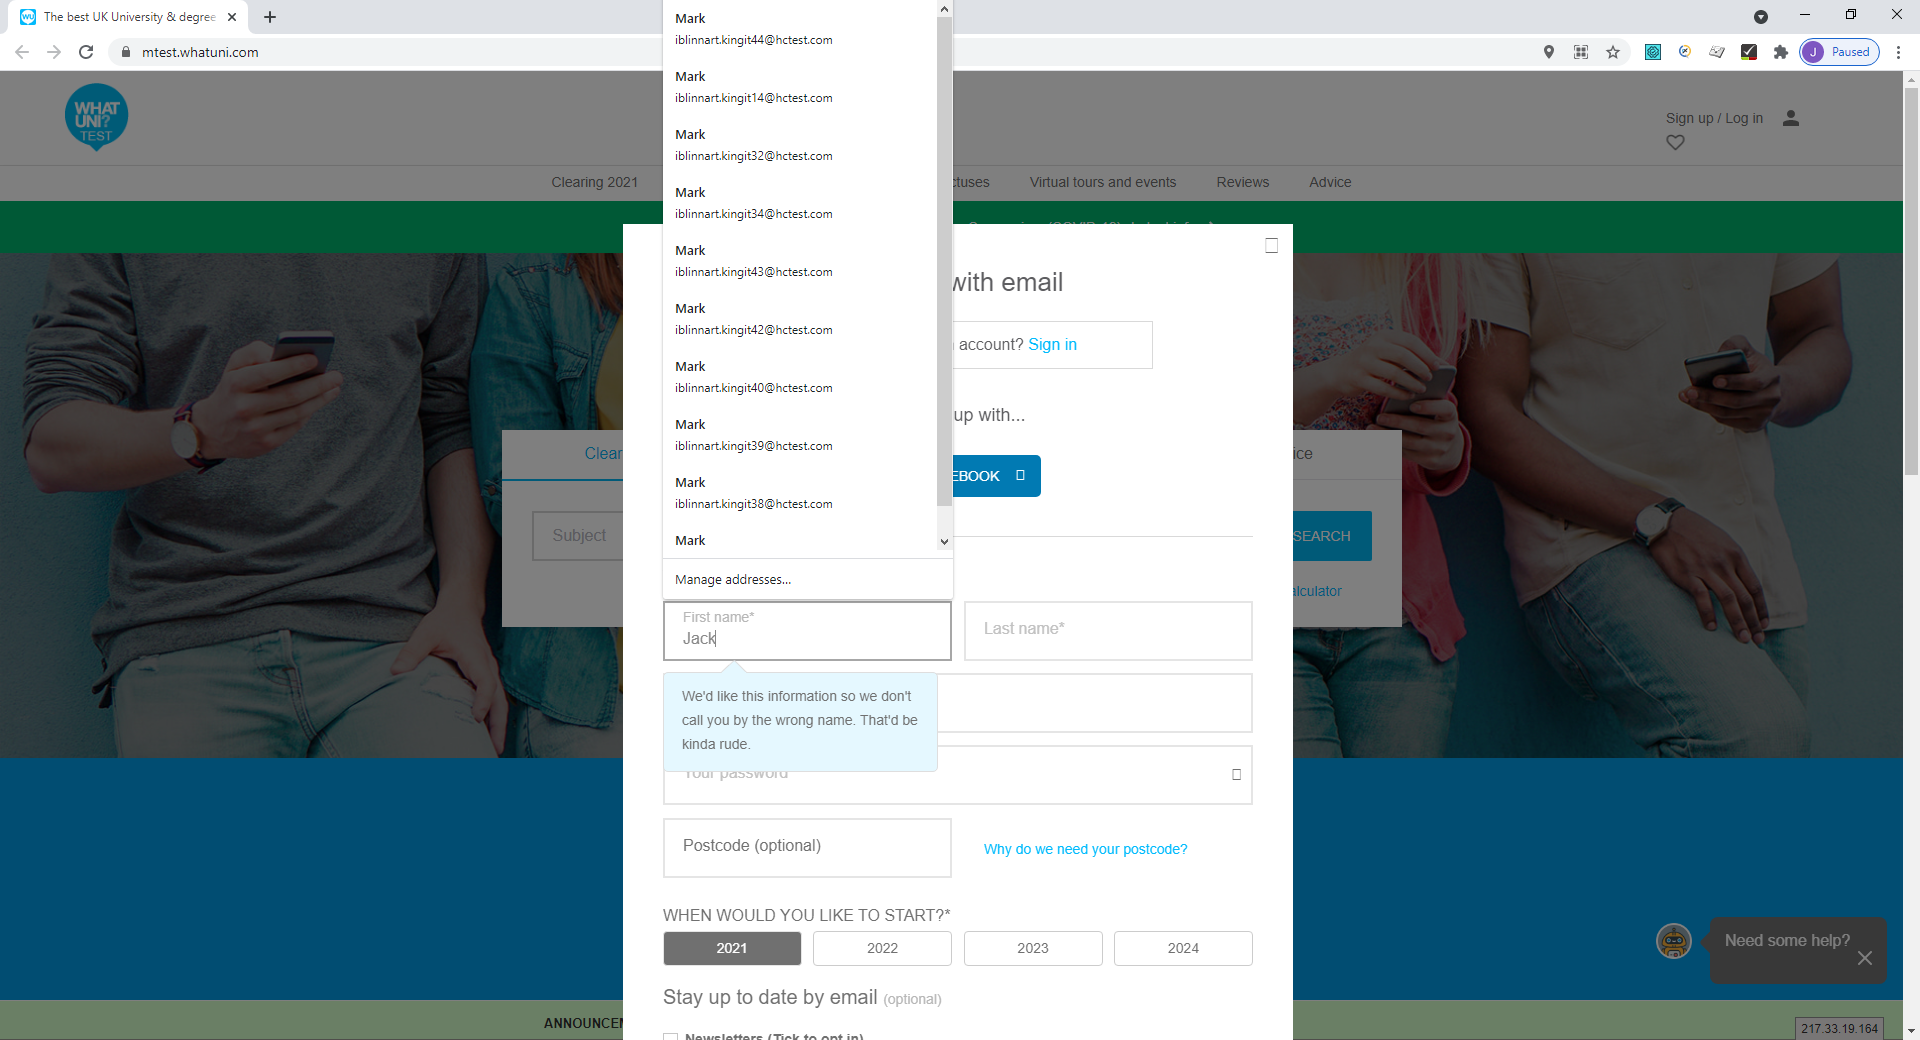 The best UK University & degree
mtest.whatuni.com
J
Paused
WHAT
UNI?
TEST
Sign up / Log in
Clearing 2021
Virtual tours and events
Reviews
Advice
Mark
iblinnart.kingit44@hctest.com
Mark
iblinnart.kingit14@hctest.com
Mark
iblinnart.kingit32@hctest.com
Mark
iblinnart.kingit34@hctest.com
Mark
iblinnart.kingit43@hctest.com
Mark
iblinnart.kingit42@hctest.com
Mark
iblinnart.kingit40@hctest.com
Mark
iblinnart.kingit39@hctest.com
Mark
iblinnart.kingit38@hctest.com
Mark
Manage addresses...
with email
account? Sign in
up with...
EBOOK
Clear
ice
Subject
SEARCH
alculator
First name*
Jack
Last name*
We'd like this information so we don't
call you by the wrong name. That'd be
kinda rude.
Your password
Postcode (optional)
Why do we need your postcode?
WHEN WOULD YOU LIKE TO START?*
2021
2022
2023
2024
Stay up to date by email (optional)
Newsletters (Tick to opt in)
Need some help?
ANNOUNCEM
217.33.19.164